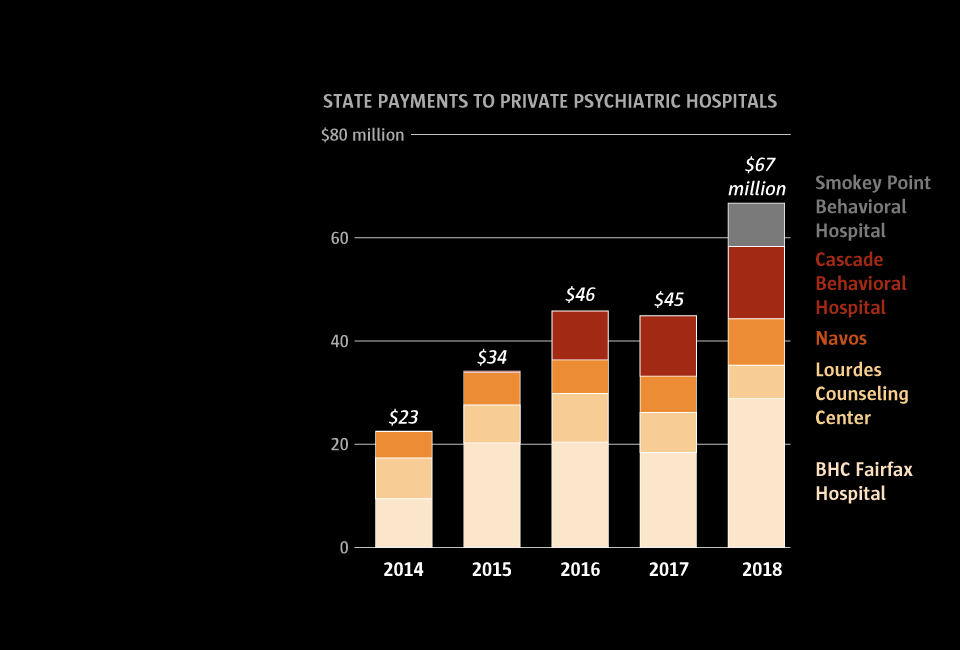 STATE PAYMENTS TO PRIVATE PSYCHIATRIC HOSPITALS
$80 million
$67
million
Smokey Point
Behavioral
Hospital
60
Cascade
Behavioral
Hospital
$46
$45
40
Navos
$34
Lourdes
Counseling
Center
$23
20
BHC Fairfax
Hospital
0
2014 2015 2016 2017 2018